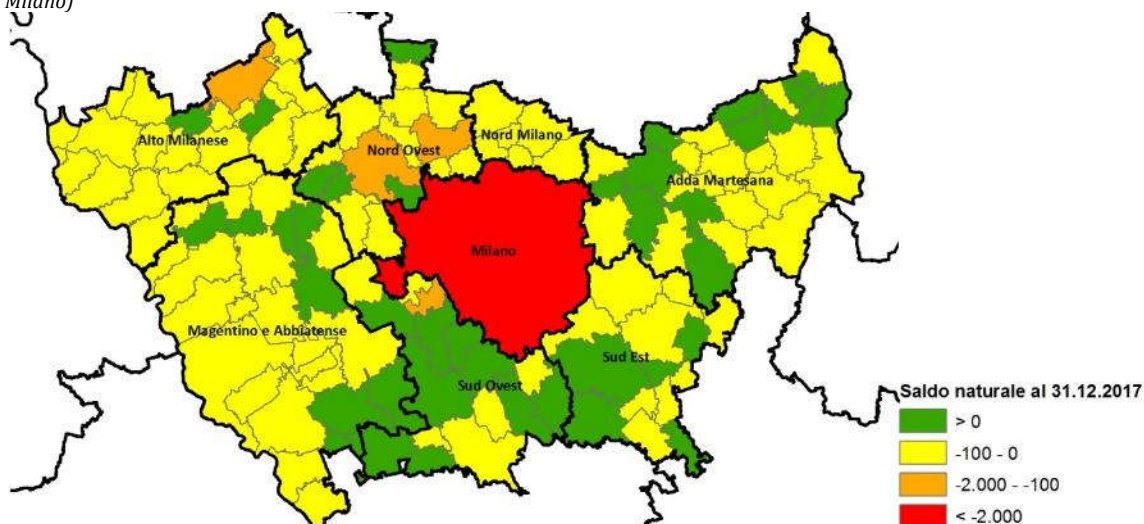 Milano)
Alto Milanese
Nord Ovest
Nord Milano
Adda Martesana
Milano
Magentino e Abbiatense
Sud Ovest
Sud Est
Saldo naturale al 31.12.2017
> 0
-100 - 0
-2.000 - -100
< -2.000